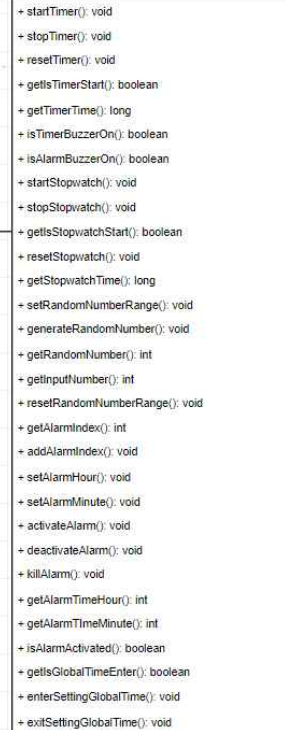 + startTimer(): void
+ stopTimer(): void
+ resetTimer(): void
+ getIsTimerStart(): boolean
+ getTimerTime(): long
+ isTimerBuzzerOn(): boolean
+ isAlarmBuzzerOn(): boolean
+ startStopwatch(): void
+ stopStopwatch(): void
+ getIsStopwatchStart(): boolean
+ resetStopwatch(): void
+ getStopwatchTime(): long
+ setRandomNumberRange(): void
+ generateRandomNumber(): void
+ getRandomNumber(): int
+ getInputNumber(): int
+ resetRandomNumberRange(): void
+ getAlarmIndex(): int
+ addAlarmIndex(): void
+ setAlarmHour(): void
+ setAlarmMinute(): void
+ activateAlarm(): void
+ deactivateAlarm(): void
+ killAlarm(): void
+ getAlarmTimeHour(): int
+ getAlarmTImeMinute(): int
+ isAlarmActivated(): boolean
+ getIsGlobalTimeEnter(): boolean
+ enterSettingGlobalTime(): void
+ exitSettingGlobalTime(): void